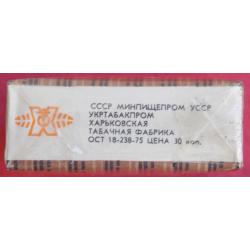 СССР МИНПИЩЕПРОМ УССР
УКРТАБАКПРОМ
ХАРЬКОВСКАЯ
ТАБАЧНАЯ ФАБРИКА
ОСТ 18-238-75 ЦЕНА 30 коп.